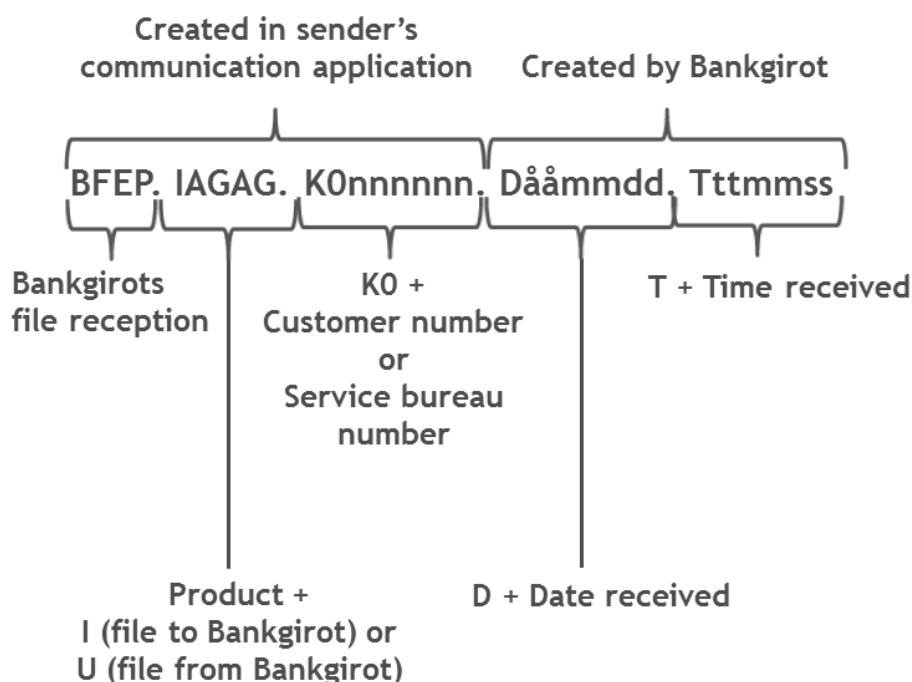 Created in sender’s
communication application
Created by Bankgirot
BFEP. IAGAG. K0nnnnnn. Dååmmdd. Tttmmss
Bankgirots
file reception
K0 +
Customer number
or
Service bureau
number
T + Time received
Product +
I (file to Bankgirot) or
U (file from Bankgirot)
D + Date received